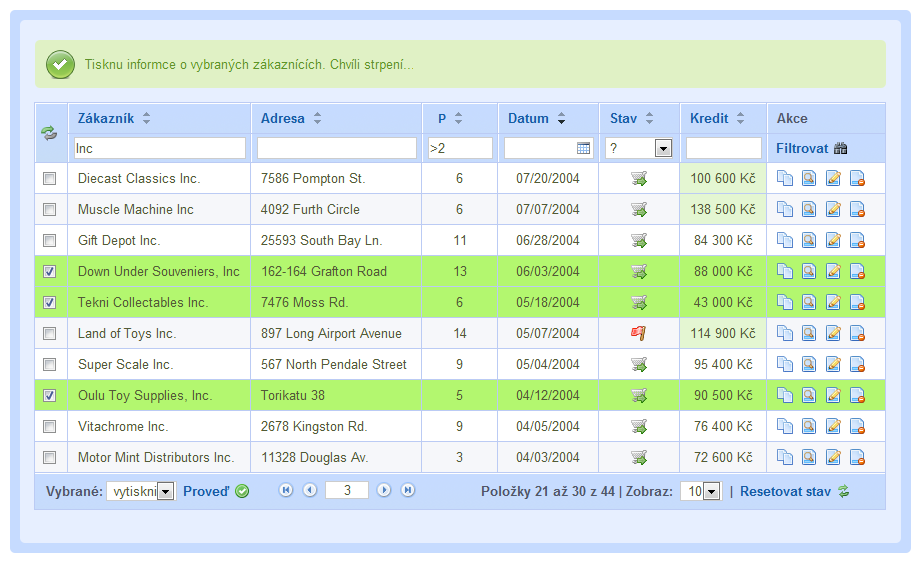 Tisknu informce o vybraných zákaznících. Chvíli strpení...
Zákazník Adresa P Datum Stav Kredit Akce
Inc >2 ? Filtrovat
Diecast Classics Inc. 7586 Pompton St. 6 07/20/2004 100 600 Kč
Muscle Machine Inc 4092 Furth Circle 6 07/07/2004 138 500 Kč
Gift Depot Inc. 25593 South Bay Ln. 11 06/28/2004 84 300 Kč
Down Under Souveniers, Inc 162-164 Grafton Road 13 06/03/2004 88 000 Kč
Tekni Collectables Inc. 7476 Moss Rd. 6 05/18/2004 43 000 Kč
Land of Toys Inc. 897 Long Airport Avenue 14 05/07/2004 114 900 Kč
Super Scale Inc. 567 North Pendale Street 9 05/04/2004 95 400 Kč
Oulu Toy Supplies, Inc. Torikatu 38 5 04/12/2004 90 500 Kč
Vitachrome Inc. 2678 Kingston Rd. 9 04/05/2004 76 400 Kč
Motor Mint Distributors Inc. 11328 Douglas Av. 3 04/03/2004 72 600 Kč
Vybrané: vytiskni Proveď 3 Položky 21 až 30 z 44 | Zobraz: 10 | Resetovat stav